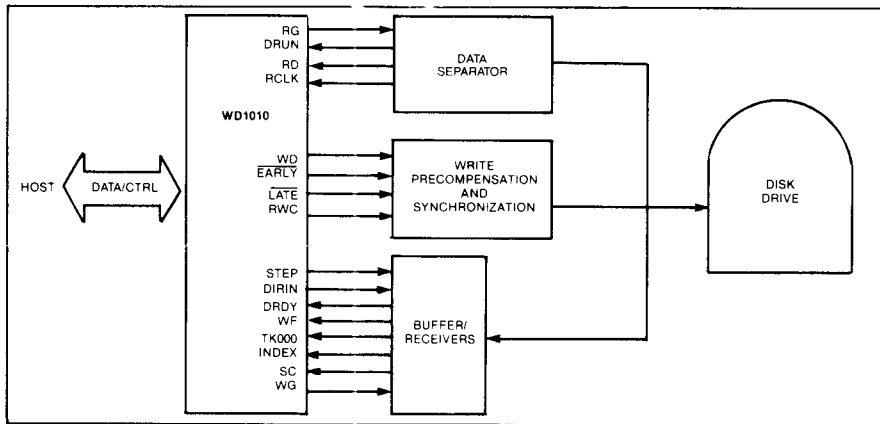 RG
DRUN
RD
RCLK
WD1010
WD
EARLY
LATE
RWC
STEP
DIRIN
DRDY
WF
TK000
INDEX
SC
WG
HOST
DATA/CTRL
DATA
SEPARATOR
WRITE
PRECOMPENSATION
AND
SYNCHRONIZATION
BUFFER/
RECEIVERS
DISK
DRIVE